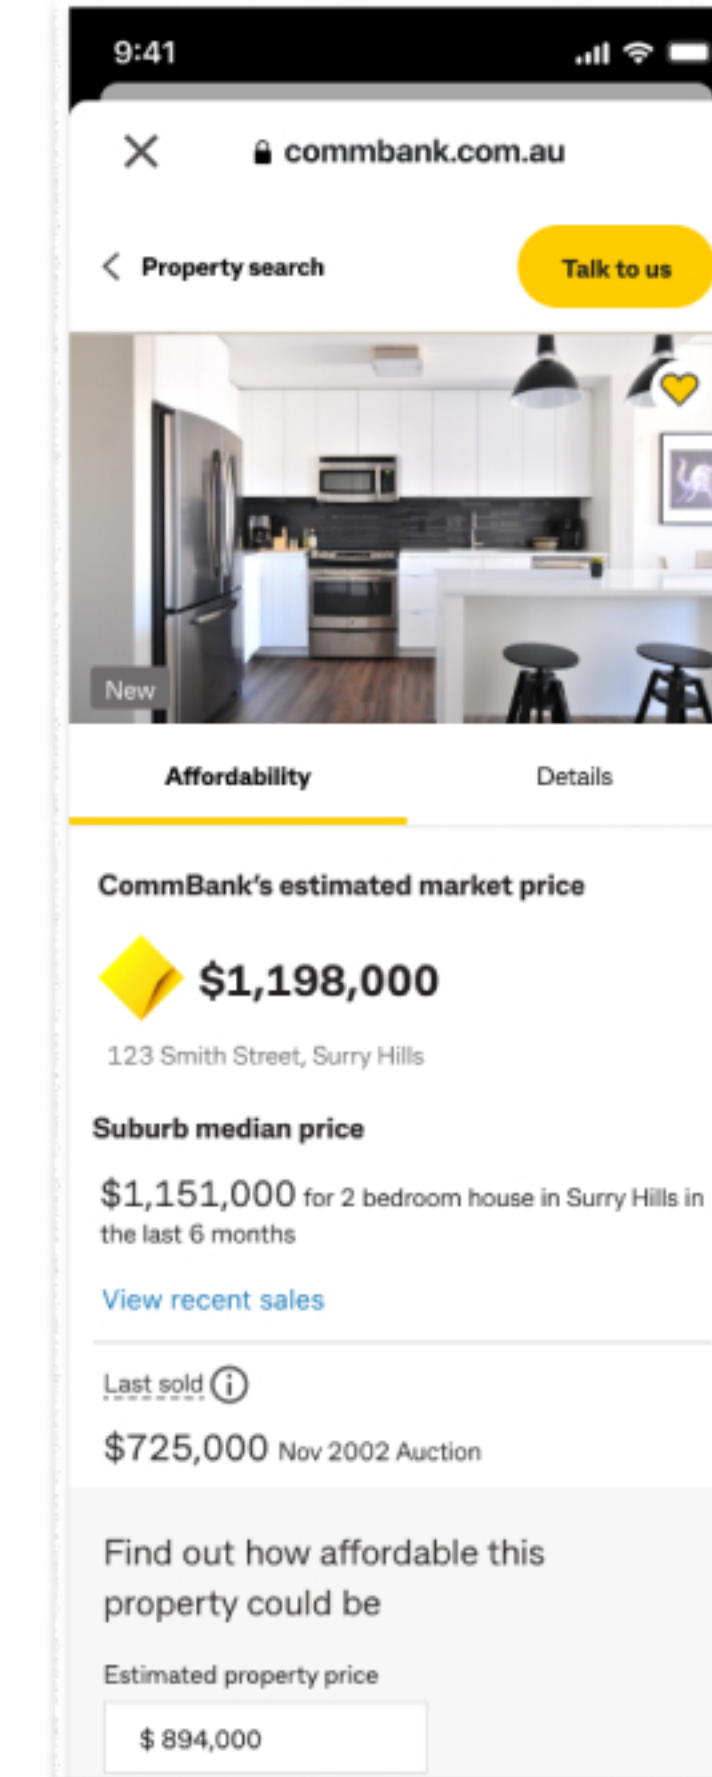 9:41
commbank.com.au
Property search
Talk to us
New
Affordability
Details
CommBank's estimated market price
$1,198,000
123 Smith Street, Surry Hills
Suburb median price
$1,151,000 for 2 bedroom house in Surry Hills in
the last 6 months
View recent sales
Last sold
$725,000 Nov 2002 Auction
Find out how affordable this
property could be
Estimated property price
$ 894,000